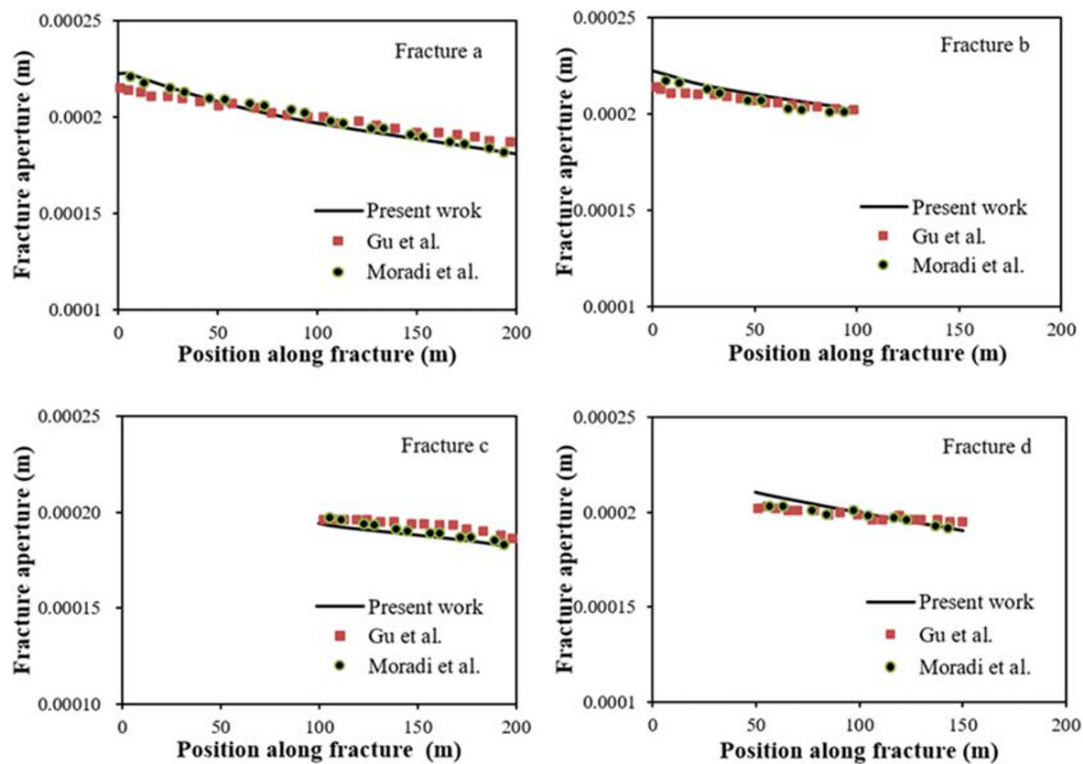 Fracture aperture (m)
0.00025
0.0002
0.00015
0.0001
Fracture a
Present wrok
Gu et al.
Moradi et al.
0 50 100 150 200
Position along fracture (m)
Fracture aperture (m)
0.00025
0.0002
0.00015
0.0001
Fracture b
Present work
Gu et al.
Moradi et al.
0 50 100 150 200
Position along fracture (m)
Fracture aperture (m)
0.00025
0.00020
0.00015
0.00010
Fracture c
Present work
Gu et al.
Moradi et al.
0 50 100 150 200
Position along fracture (m)
Fracture aperture (m)
0.00025
0.0002
0.00015
0.0001
Fracture d
Present work
Gu et al.
Moradi et al.
0 50 100 150 200
Position along fracture (m)